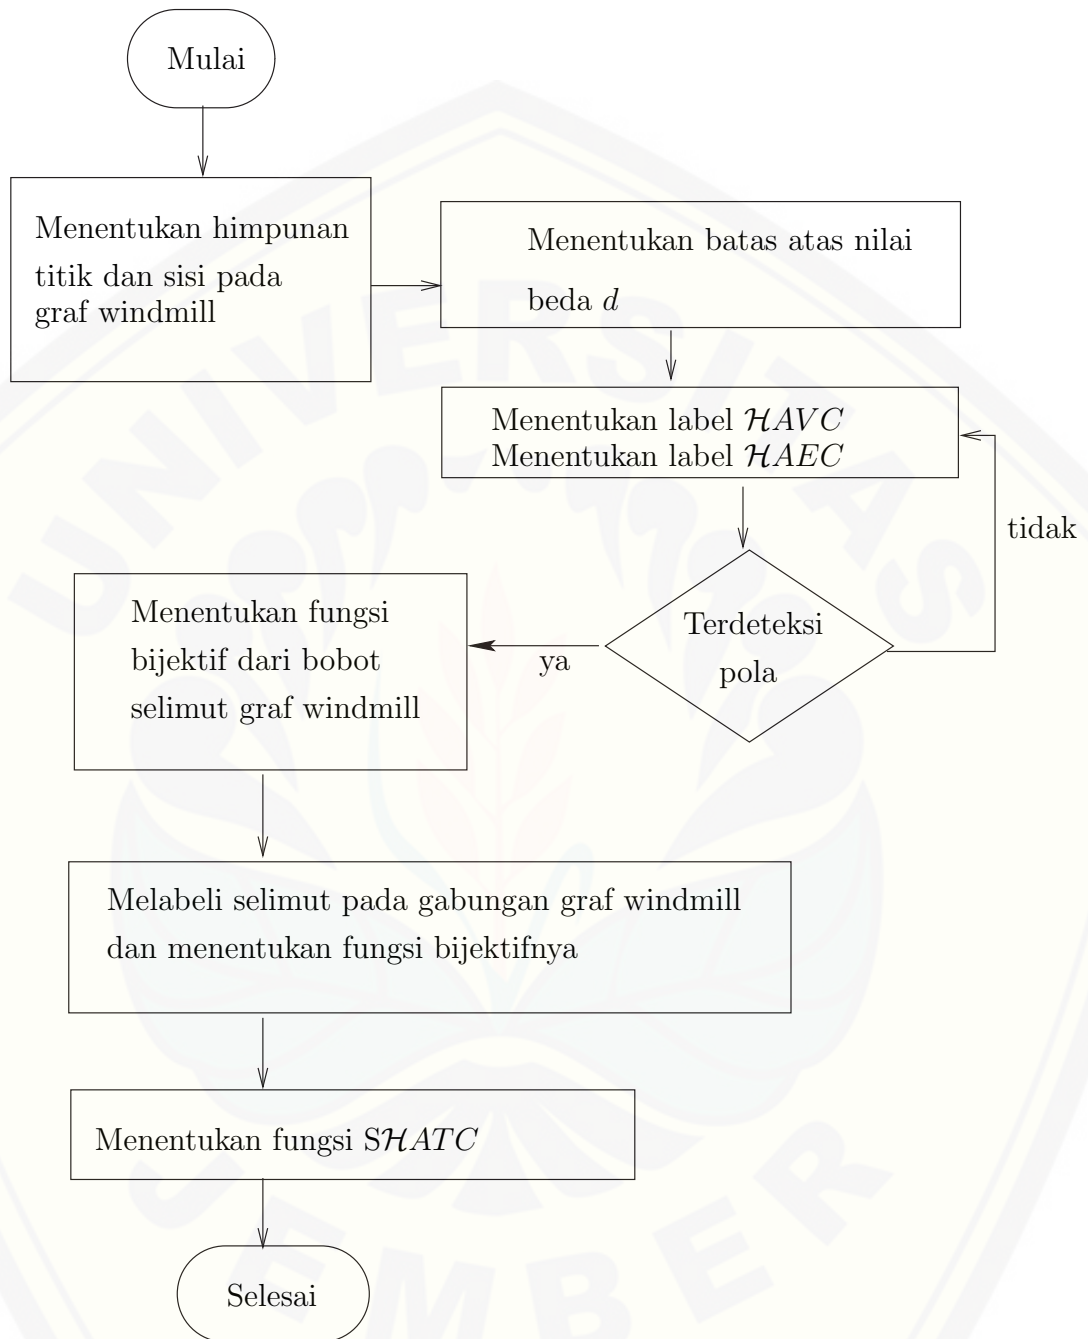 Mulai
Menentukan himpunan
titik dan sisi pada
graf windmill
Menentukan batas atas nilai
beda d
Menentukan label ℋAVC
Menentukan label ℋAEC
tidak
Terdeteksi
pola
ya
Menentukan fungsi
bijektif dari bobot
selimut graf windmill
Melabeli selimut pada gabungan graf windmill
dan menentukan fungsi bijektifnya
Menentukan fungsi SℋATC
Selesai
UNIVERSITAS
JEMBER